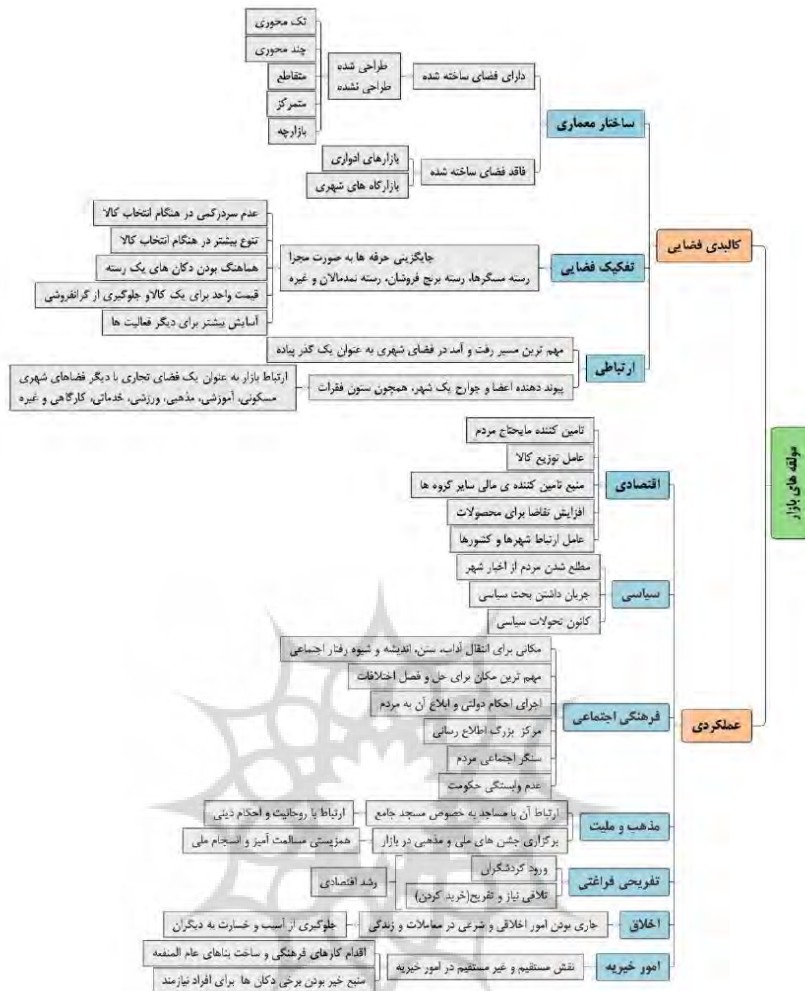 مولفه های بازار
کالبدی فضایی
ساختار معماری
دارای فضای ساخته شده
طراحی شده
طراحی نشده
تک محوری
چند محوری
متقاطع
متمرکز
بازارچه
فاقد فضای ساخته شده
بازارهای ادواری
بازارگاه های شهری
تفکیک فضایی
جایگزینی حرفه ها به صورت مجزا
رسته مسگرها، رسته برنج فروشان، رسته نمدمالان و غیره
عدم سردرگمی در هنگام انتخاب کالا
تنوع بیشتر در هنگام انتخاب کالا
هماهنگ بودن دکان های یک رسته
قیمت واحد برای یک کالاو جلوگیری از گرانفروشی
آسایش بیشتر برای دیگر فعالیت ها
ارتباطی
مهم ترین مسیر رفت و آمد در فضای شهری به عنوان یک گذر پیاده
پیوند دهنده اعضا و جوارح یک شهر، همچون ستون فقرات
ارتباط بازار به عنوان یک فضای تجاری با دیگر فضاهای شهری
مسکونی، آموزشی، مذهبی، ورزشی، خدماتی، کارگاهی و غیره
عملکردی
اقتصادی
تامین کننده مایحتاج مردم
عامل توزیع کالا
منبع تامین کننده ی مالی سایر گروه ها
افزایش تقاضا برای محصولات
عامل ارتباط شهرها و کشورها
سیاسی
مطلع شدن مردم از اخبار شهر
جریان داشتن بحث سیاسی
کانون تحولات سیاسی
فرهنگی اجتماعی
مکانی برای انتقال آداب، سنن، اندیشه و شیوه رفتار اجتماعی
مهم ترین مکان برای حل و فصل اختلافات
اجرای احکام دولتی و ابلاغ آن به مردم
مرکز بزرگ اطلاع رسانی
سنگر اجتماعی مردم
عدم وابستگی حکومت
مذهب و ملیت
ارتباط آن با مساجد به خصوص مسجد جامع
ارتباط با روحانیت و احکام دینی
برگزاری جشن های ملی و مذهبی در بازار
همزیستی مسالمت آمیز و انسجام ملی
تفریحی فراغتی
ورود گردشگران
تلاقی نیاز و تفریح(خرید کردن)
رشد اقتصادی
اخلاق
جاری بودن امور اخلاقی و شرعی در معاملات و زندگی
جلوگیری از آسیب و خسارت به دیگران
امور خیریه
نقش مستقیم و غیر مستقیم در امور خیریه
اقدام کارهای فرهنگی و ساخت بناهای عام المنفعه
منبع خیر بودن برخی دکان ها برای افراد نیازمند